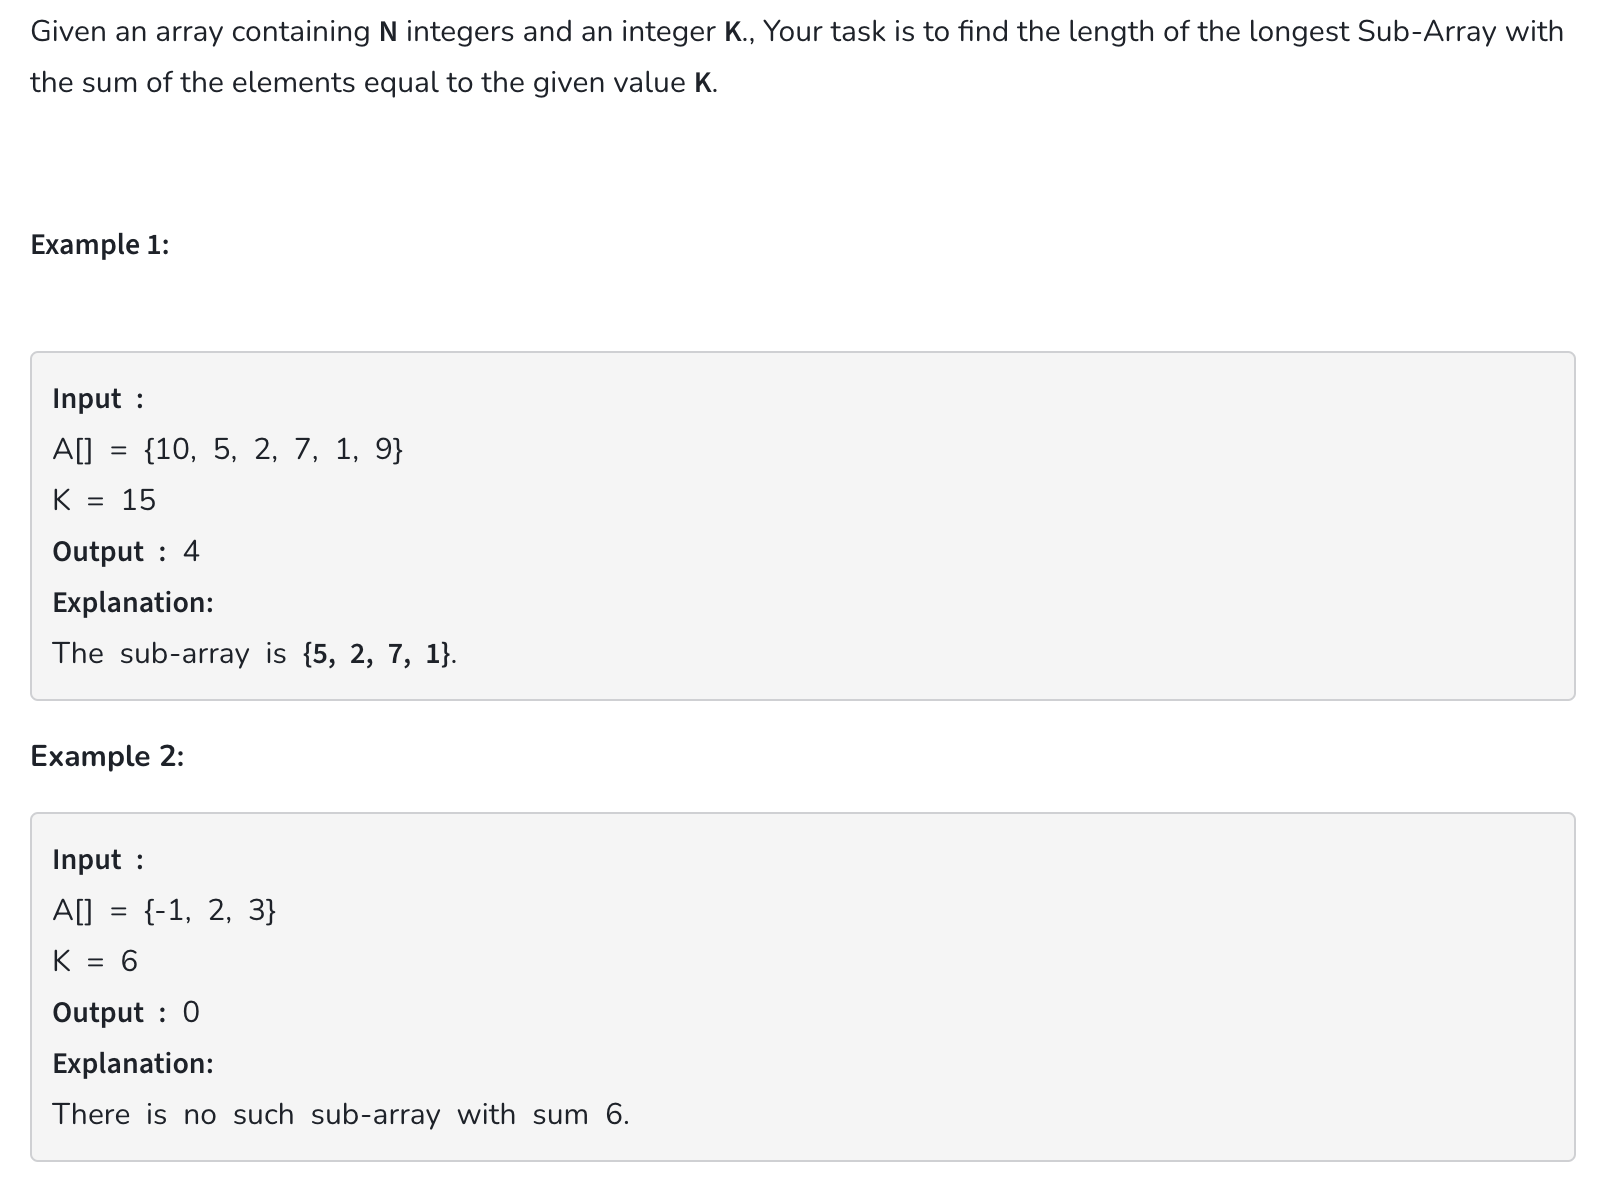 Given an array containing N integers and an integer K., Your task is to find the length of the longest Sub-Array with
the sum of the elements equal to the given value K.
Example 1:
Input :
A[] = {10, 5, 2, 7, 1, 9}
K = 15
Output : 4
Explanation:
The sub-array is {5, 2, 7, 1}.
Example 2:
Input :
A[] = {-1, 2, 3}
K = 6
Output : 0
Explanation:
There is no such sub-array with sum 6.